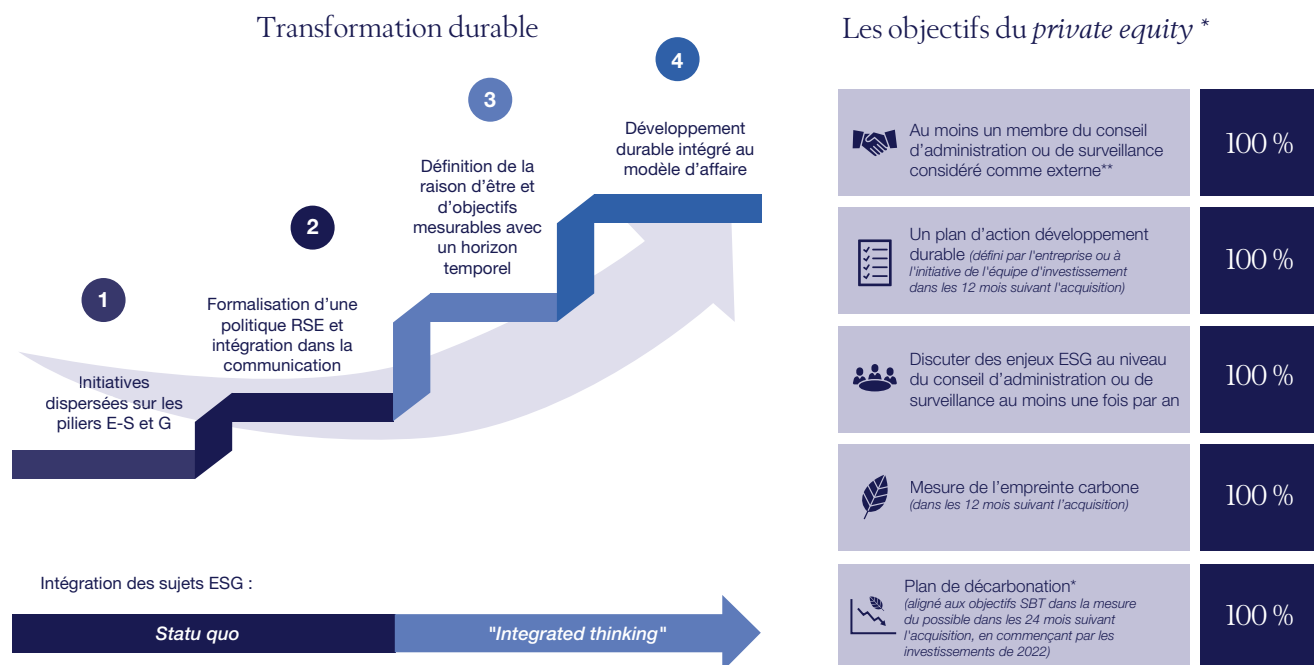 Transformation durable
1
Initiatives
dispersées sur les
piliers E-S et G
2
Formalisation d'une
politique RSE et
intégration dans la
communication
3
Définition de la
raison d'être et
d'objectifs
mesurables avec
un horizon
temporel
4
Développement
durable intégré au
modèle d'affaire
Intégration des sujets ESG :
Statu quo
"Integrated thinking"
Les objectifs du private equity *
Au moins un membre du conseil
d'administration ou de surveillance
considéré comme externe**
100 %
Un plan d'action développement
durable (défini par l'entreprise ou à
l'initiative de l'équipe d'investissement
dans les 12 mois suivant l'acquisition)
100 %
Discuter des enjeux ESG au niveau
du conseil d'administration ou de
surveillance au moins une fois par an
100 %
Mesure de l'empreinte carbone
(dans les 12 mois suivant l'acquisition)
100 %
Plan de décarbonation*
(aligné aux objectifs SBT dans la mesure
du possible dans les 24 mois suivant
l'acquisition, en commençant par les
investissements de 2022)
100 %